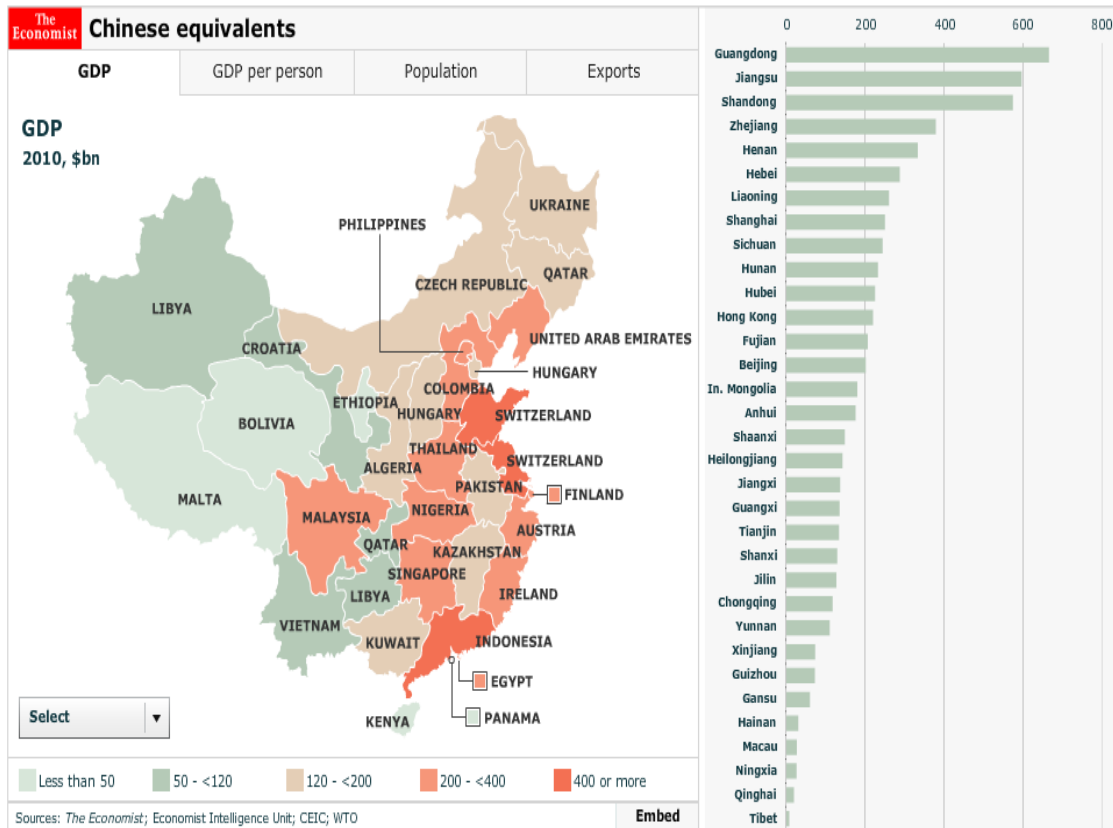 The
Economist
Chinese equivalents
GDP
GDP per person
Population
Exports
GDP
2010, $bn
UKRAINE
PHILIPPINES
QATAR
CZECH REPUBLIC
LIBYA
UNITED ARAB EMIRATES
CROATIA
HUNGARY
COLOMBIA
ETHIOPIA
HUNGARY
SWITZERLAND
BOLIVIA
THAILAND
SWITZERLAND
ALGERIA
PAKISTAN
FINLAND
MALTA
NIGERIA
MALAYSIA
AUSTRIA
QATAR
KAZAKHSTAN
SINGAPORE
LIBYA
IRELAND
VIETNAM
KUWAIT
INDONESIA
EGYPT
KENYA
PANAMA
Select
Less than 50
50 - <120
120 - <200
200 - <400
400 or more
Sources: The Economist; Economist Intelligence Unit; CEIC; WTO
Embed
0 200 400 600 800
Guangdong
Jiangsu
Shandong
Zhejiang
Henan
Hebei
Liaoning
Shanghai
Sichuan
Hunan
Hubei
Hong Kong
Fujian
Beijing
In. Mongolia
Anhui
Shaanxi
Heilongjiang
Jiangxi
Guangxi
Tianjin
Shanxi
Jilin
Chongqing
Yunnan
Xinjiang
Guizhou
Gansu
Hainan
Macau
Ningxia
Qinghai
Tibet